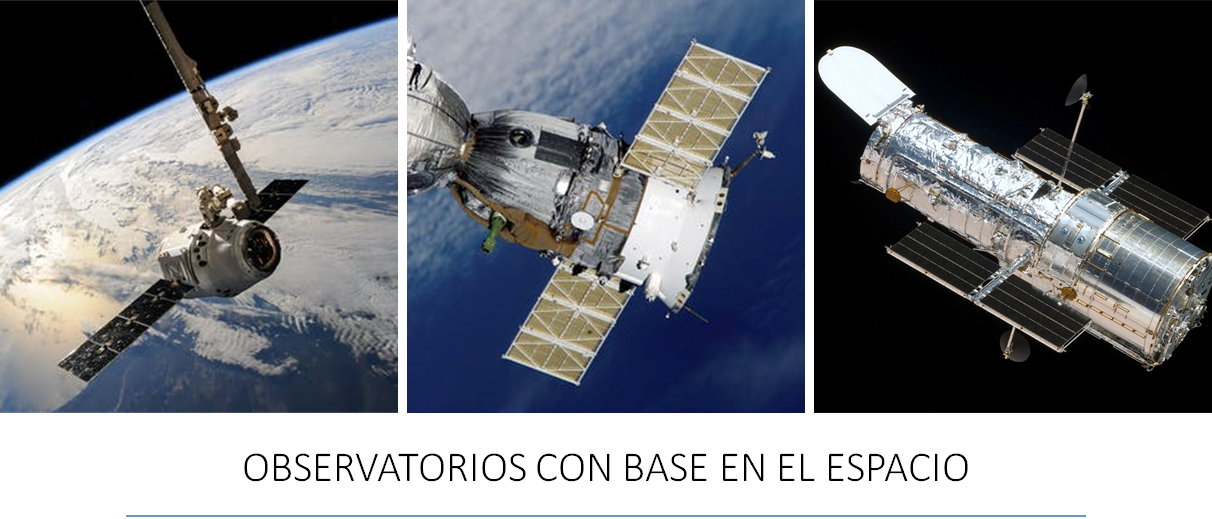 OBSERVATORIOS CON BASE EN EL ESPACIO